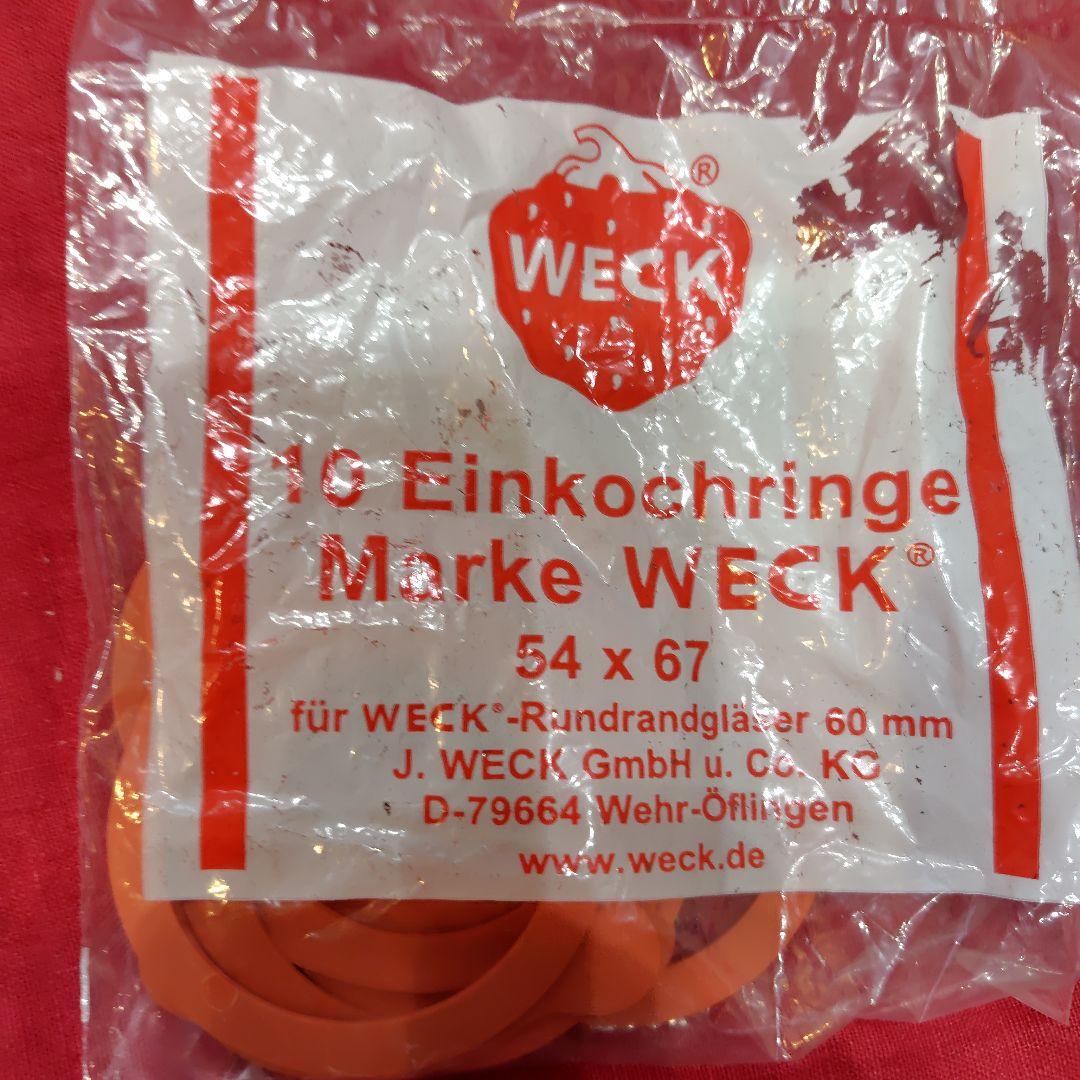 WECK®
10 Einkochringe
Marke WECK®
54 x 67
für WECK®-Rundrandgläser 60 mm
J. WECK GmbH u. Co. KG
D-79664 Wehr-Öflingen
www.weck.de